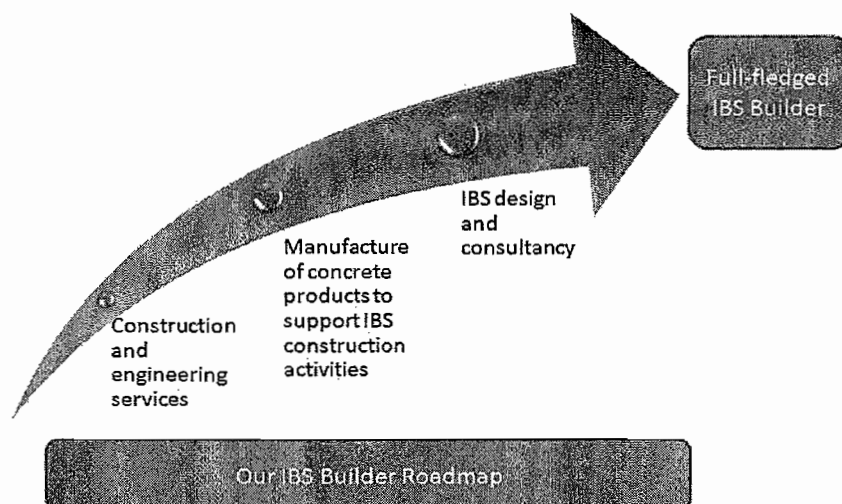 Full-fledged
IBS Builder
IBS design
and
consultancy
Manufacture
of concrete
products to
support IBS
construction
activities
Construction
and
engineering
services
Our IBS Builder Roadmap